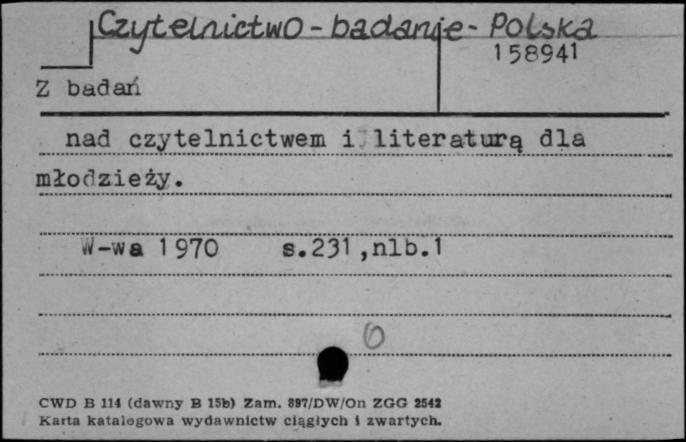 Czytelnictwo - badanie - Polska
158941
Z badań
nad czytelnictwem i literaturą dla
młodzieży.
W-wa 1970 s.231,nlb.1
6
CWD B 114 (dawny B 15b) Zam. 897/DW/On ZGG 2542
Karta katalogowa wydawnictw ciągłych i zwartych.